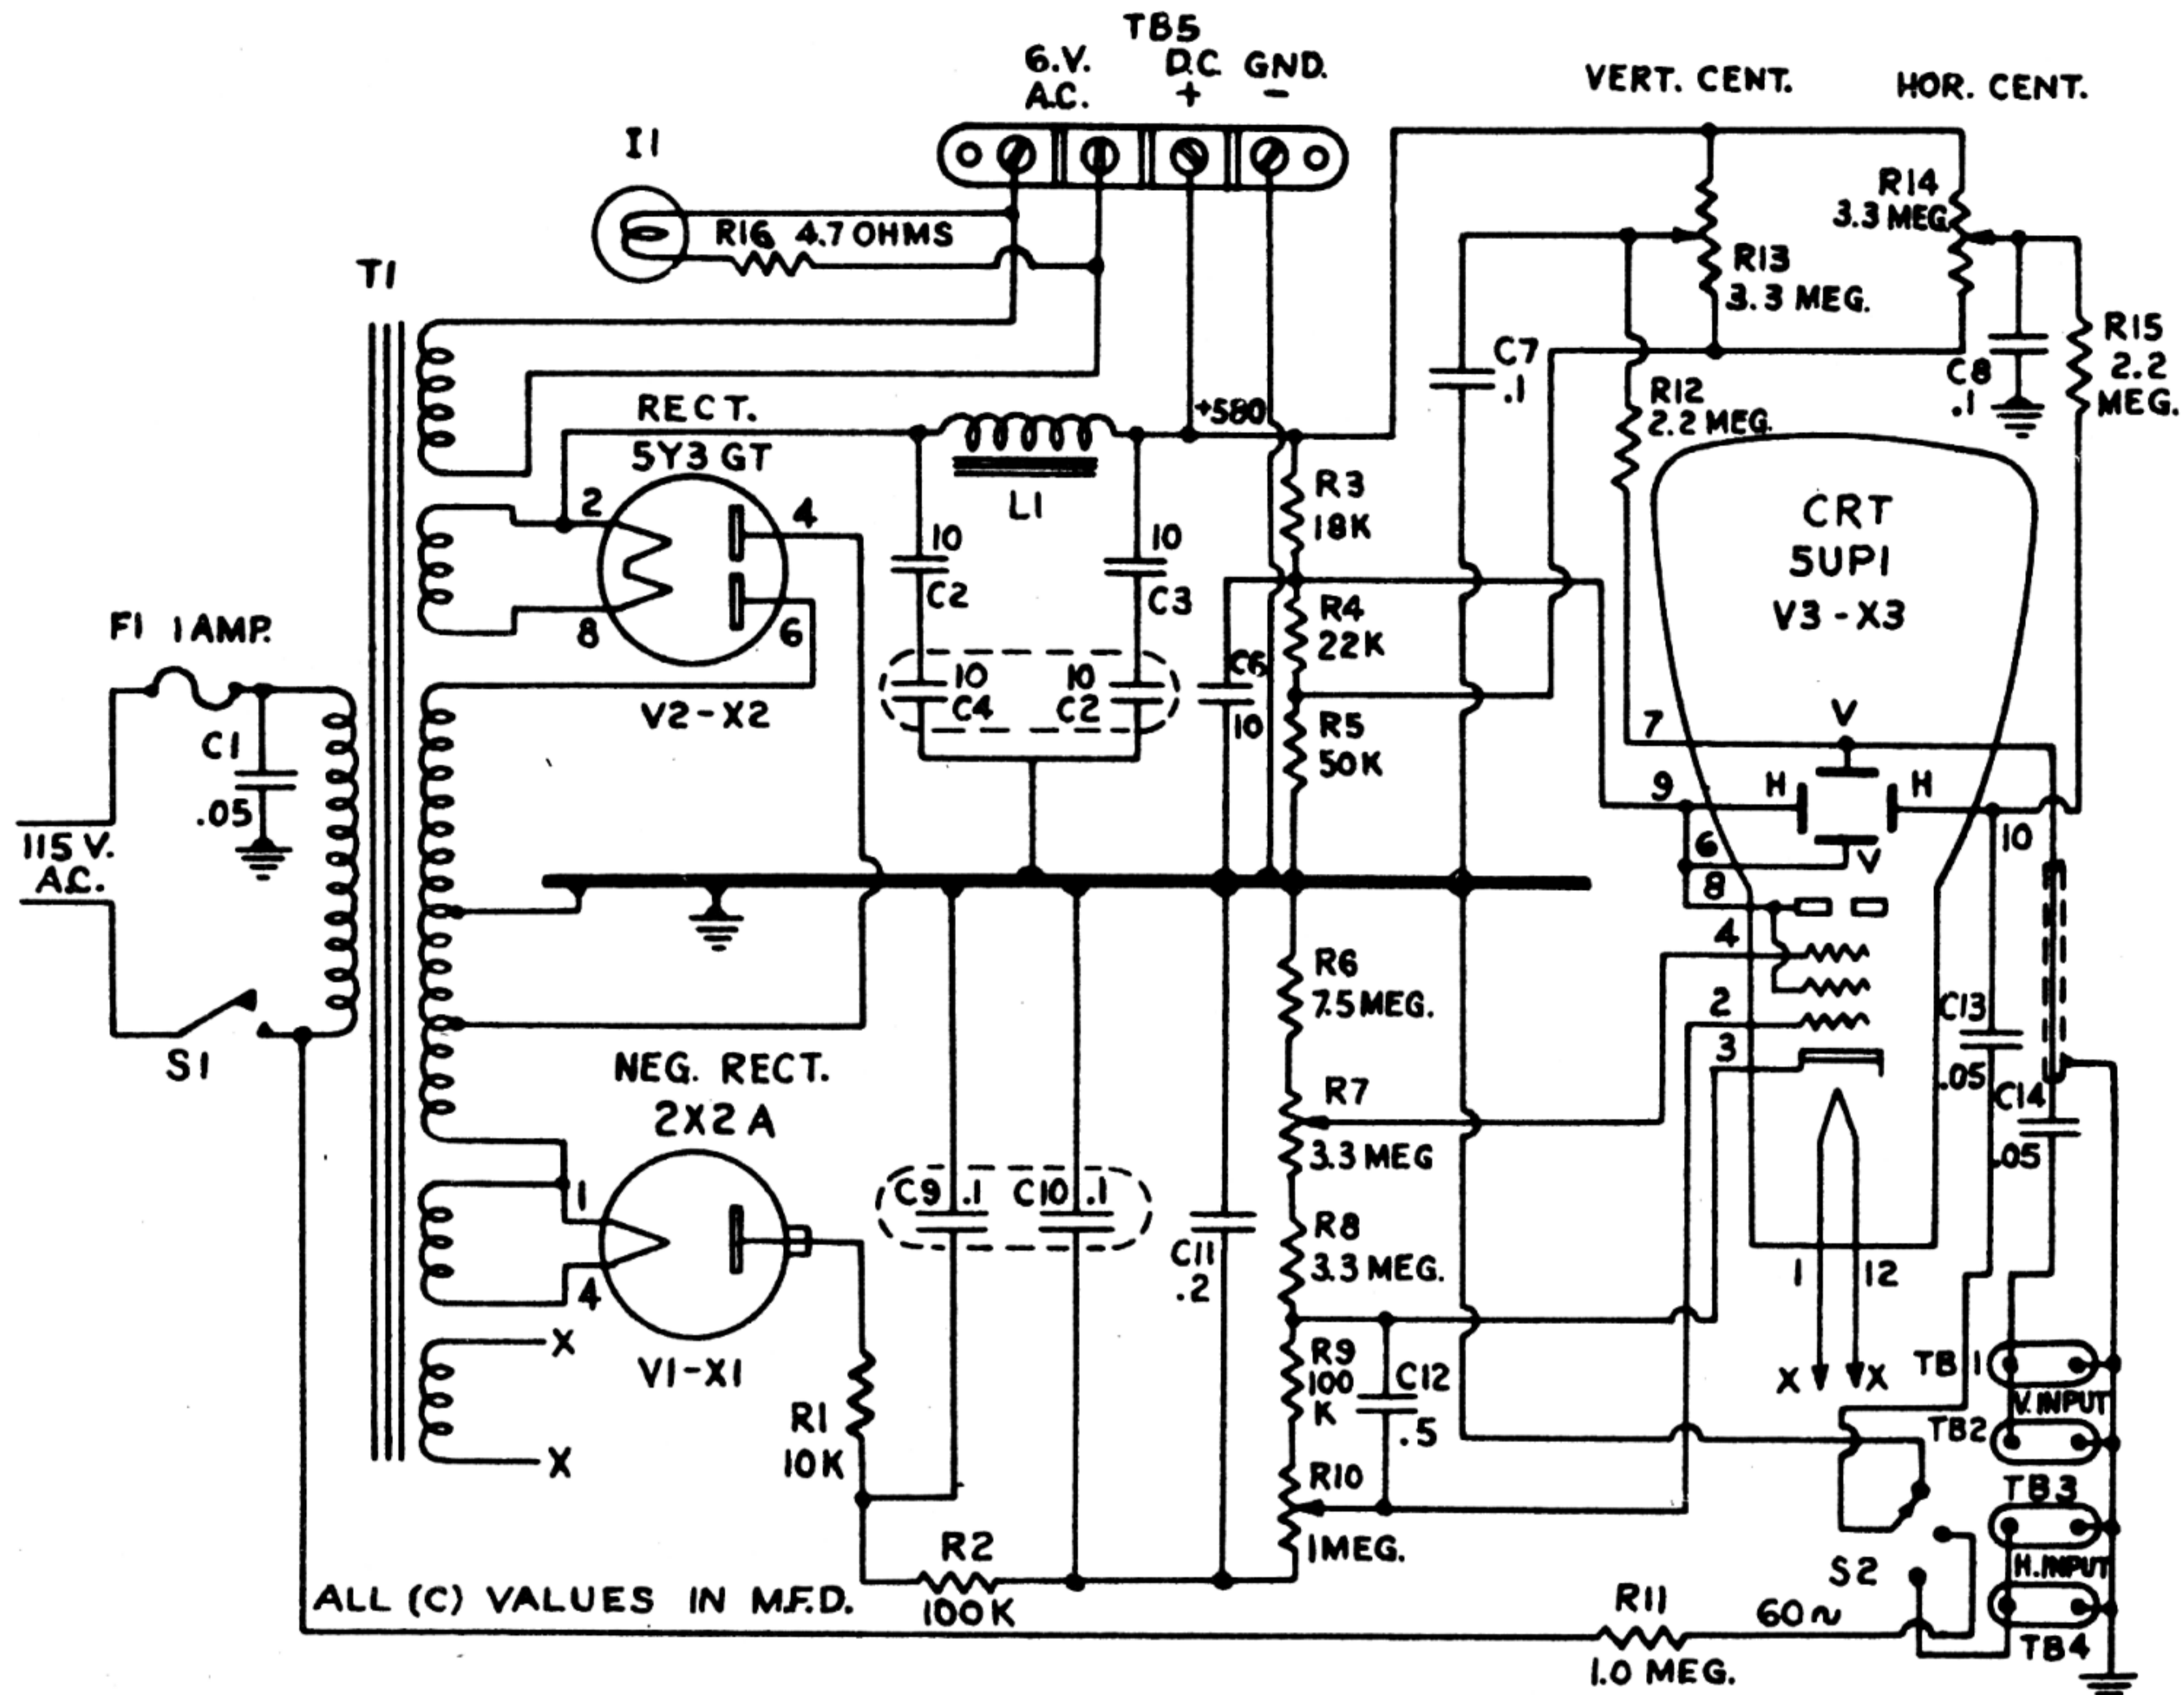 TB5
6.V.
A.C.
D.C.
+
GND.
-
VERT. CENT.
HOR. CENT.
I1
R16 4.7 OHMS
T1
R14
3.3 MEG.
R13
3.3 MEG.
R15
2.2
MEG.
C7
.1
C8
.1
R12
2.2 MEG.
RECT.
5Y3 GT
2
4
8
6
V2-X2
L1
+580
10
C2
10
C3
10
C4
10
C2
C6
10
R3
18K
R4
22K
R5
50K
CRT
5UP1
V3-X3
F1 1 AMP.
C1
.05
115 V.
A.C.
S1
7
V
9
H
H
10
6
V
8
4
2
3
C13
.05
C14
.05
1
12
X
X
R6
7.5 MEG.
R7
3.3 MEG
R8
3.3 MEG.
R9
100
K
C12
.5
R10
1 MEG.
NEG. RECT.
2X2A
1
4
V1-X1
X
X
C9 .1
C10 .1
C11
.2
R1
10K
R2
100K
TB1
V. INPUT
TB2
TB3
H. INPUT
TB4
S2
60~
R11
1.0 MEG.
ALL (C) VALUES IN M.F.D.